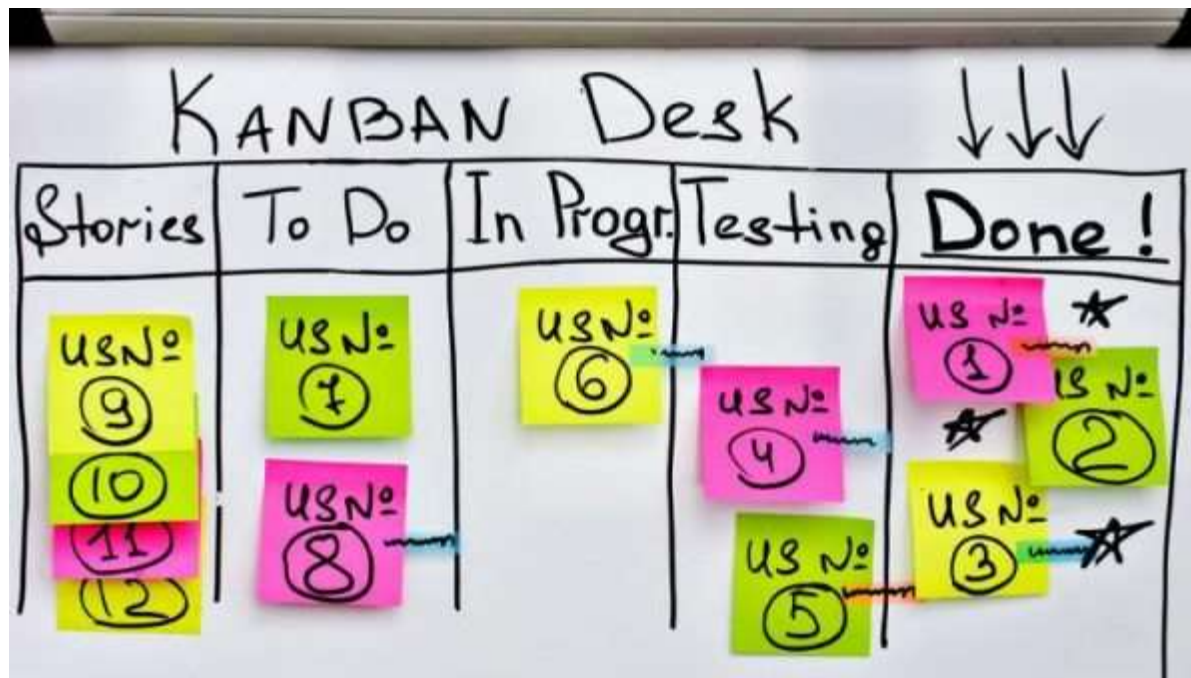 KANBAN Desk
Stories
To Do
In Progr.
Testing
Done!
US Nº
9
10
11
12
US Nº
7
US Nº
8
US Nº
6
US Nº
4
US Nº
5
US Nº
1
US Nº
2
US Nº
3